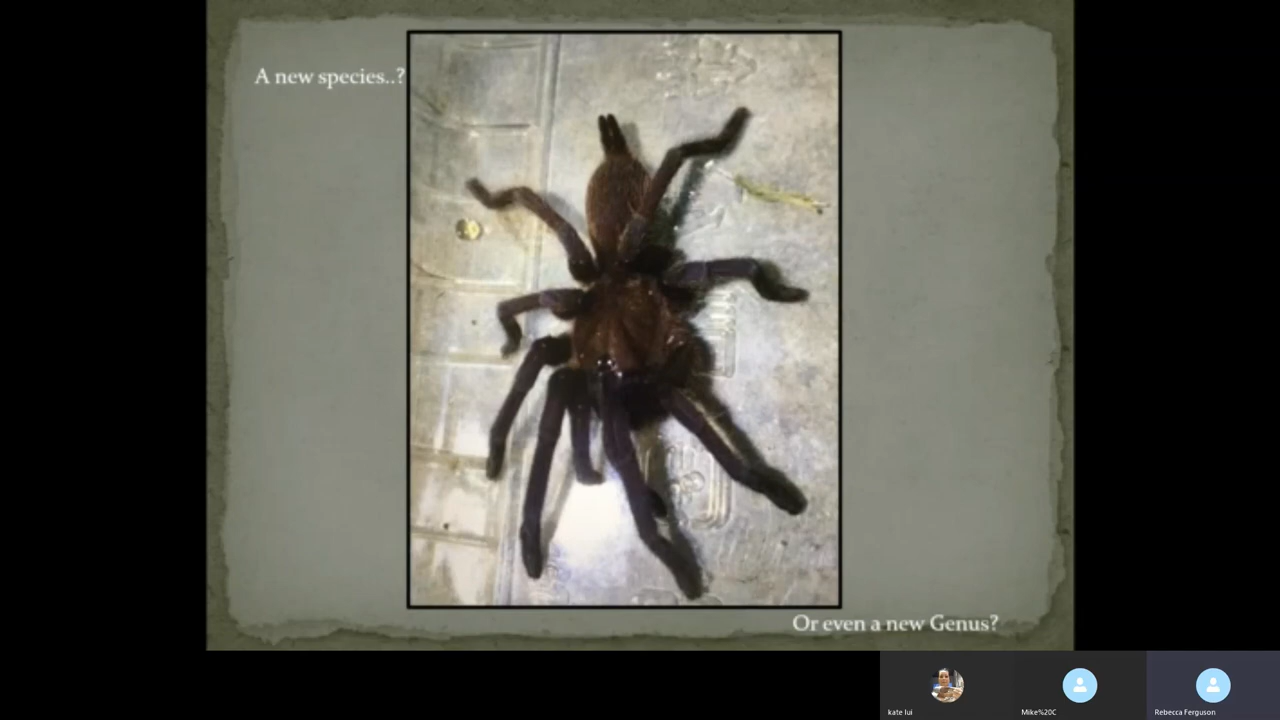 A new species..?
Or even a new Genus?
kate lui
Mike%20C
Rebecca Ferguson